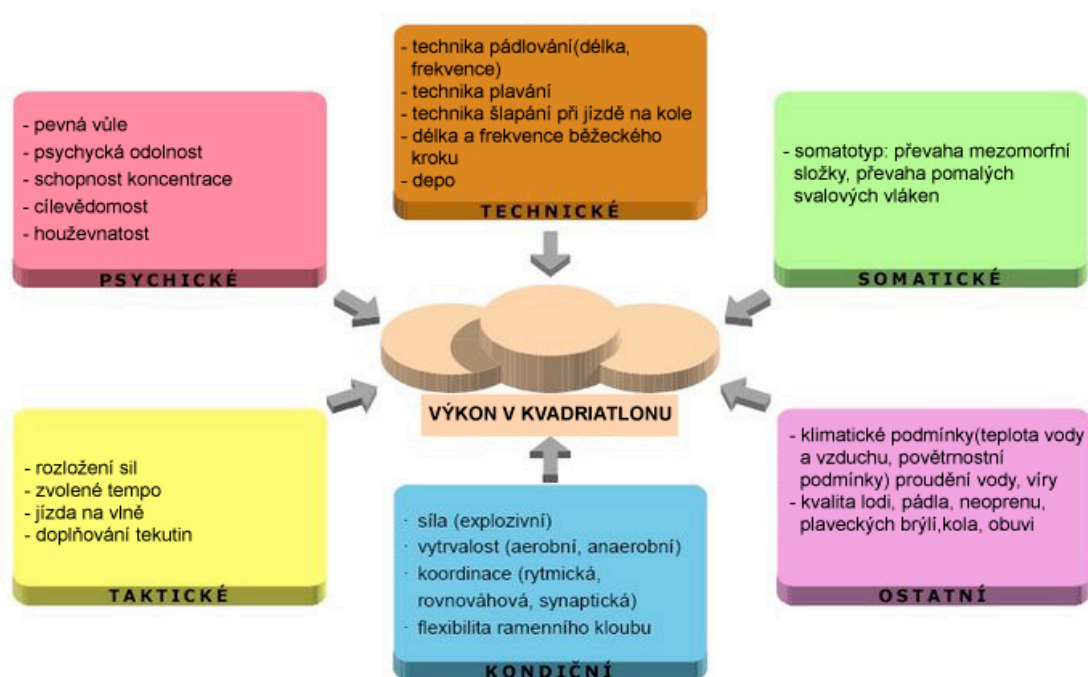 - technika pádlování(délka,
frekvence)
- technika plavání
- technika šlapání při jízdě na kole
- délka a frekvence běžeckého
kroku
- depo
TECHNICKÉ
- pevná vůle
- psychycká odolnost
- schopnost koncentrace
- cílevědomost
- houževnatost
PSYCHICKÉ
- somatotyp: převaha mezomorfní
složky, převaha pomalých
svalových vláken
SOMATICKÉ
VÝKON V KVADRIATLONU
- rozložení sil
- zvolené tempo
- jízda na vlně
- doplňování tekutin
TAKTICKÉ
· síla (explozivní)
· vytrvalost (aerobní, anaerobní)
· koordinace (rytmická,
rovnováhová, synaptická)
· flexibilita ramenního kloubu
KONDIČNÍ
- klimatické podmínky(teplota vody
a vzduchu, povětrnostní
podmínky) proudění vody, víry
- kvalita lodi, pádla, neoprenu,
plaveckých brýlí,kola, obuvi
OSTATNÍ